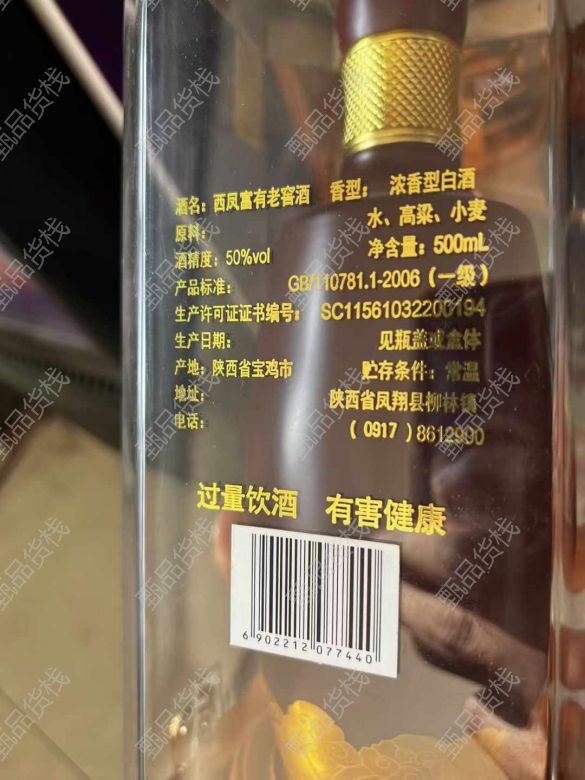 酒名：西凤富有老窖酒 香型：浓香型白酒
原料：水、高粱、小麦
酒精度：50%vol 净含量：500mL
产品标准：GB/T10781.1-2006（一级）
生产许可证证书编号：SC11561032200194
生产日期：见瓶盖或盒体
产地：陕西省宝鸡市 贮存条件：常温
地址：陕西省凤翔县柳林镇
电话：（0917）8612900
过量饮酒 有害健康
6902212077440
甄品货栈